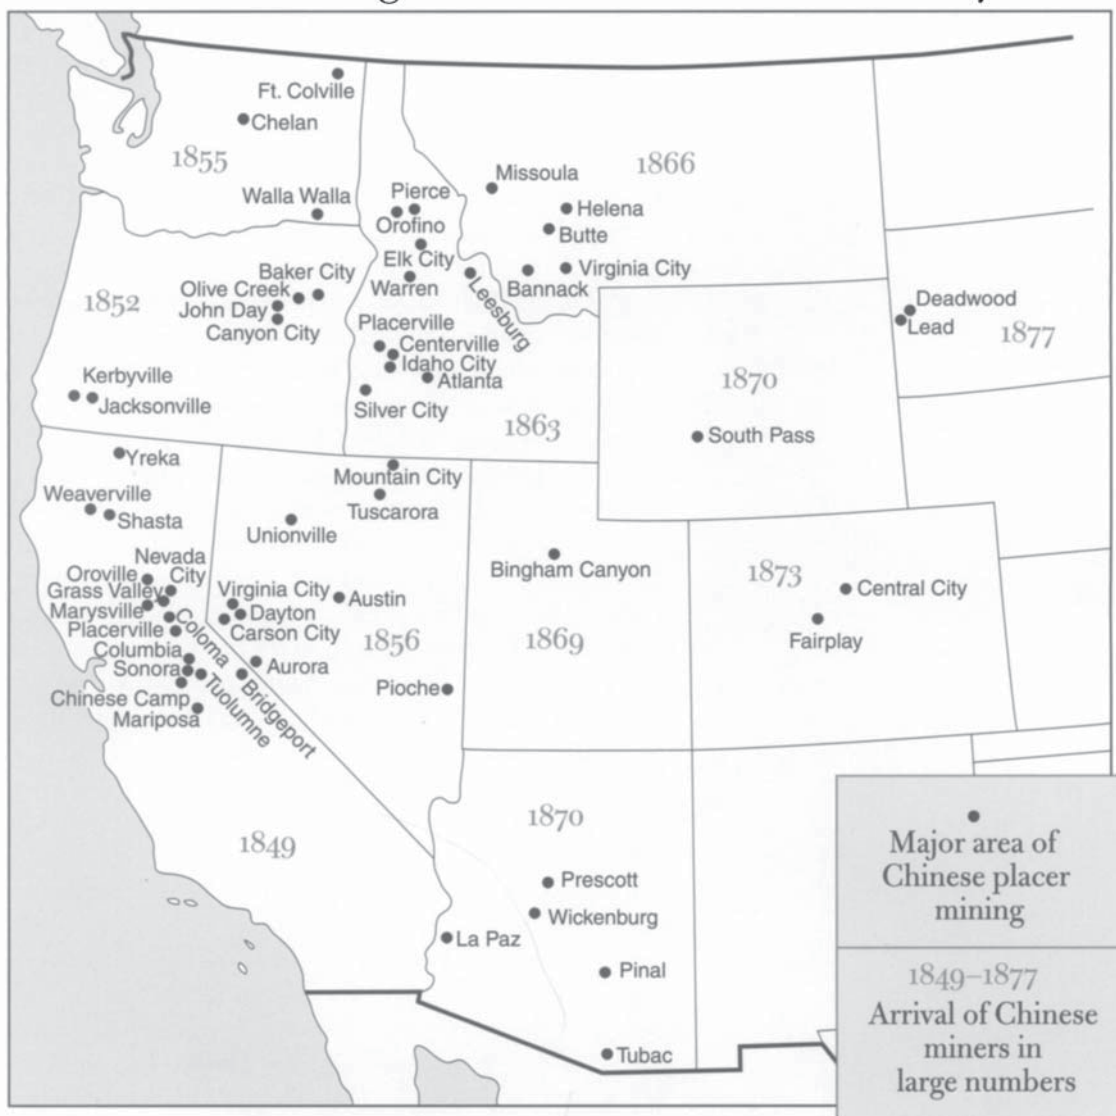 Ft. Colville
Chelan
1855
Walla Walla
Missoula
1866
Pierce
Helena
Orofino
Butte
Elk City
Virginia City
Bannack
Warren
Leesburg
Baker City
Olive Creek
1852
John Day
Canyon City
Placerville
Centerville
Idaho City
Atlanta
Silver City
1863
Deadwood
Lead
1877
1870
South Pass
Kerbyville
Jacksonville
Yreka
Weaverville
Shasta
Mountain City
Tuscarora
Unionville
Nevada
City
Oroville
Grass Valley
Marysville
Placerville
Coloma
Columbia
Sonora
Tuolumne
Chinese Camp
Mariposa
Bridgeport
Virginia City
Dayton
Carson City
Austin
1856
Aurora
Pioche
Bingham Canyon
1869
1873
Central City
Fairplay
1849
1870
Prescott
Wickenburg
La Paz
Pinal
Tubac
Major area of
Chinese placer
mining
1849–1877
Arrival of Chinese
miners in
large numbers